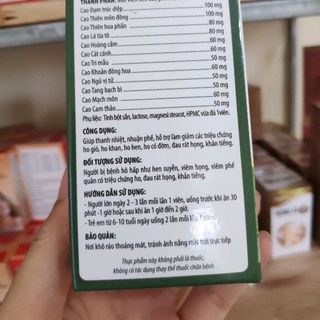 THÀNH PHẦN:
Cao Đạm trúc diệp 100 mg
Cao Thiên môn đông 100 mg
Cao Thiên hoa phấn 80 mg
Cao Lá tía tô 80 mg
Cao Hoàng cầm 60 mg
Cao Cát cánh 60 mg
Cao Tri mẫu 50 mg
Cao Khoản đông hoa 60 mg
Cao Ngũ vị tử 50 mg
Cao Tang bạch bì 50 mg
Cao Mạch môn 60 mg
Cao Cam thảo 50 mg
Phụ liệu: Tinh bột sắn, lactose, magnesi stearat, HPMC vừa đủ 1viên.
CÔNG DỤNG:
Giúp thanh nhiệt, nhuận phế, hỗ trợ làm giảm các triệu chứng
ho gió, ho khan, ho hen, ho có đờm, đau rát họng, khản tiếng.
ĐỐI TƯỢNG SỬ DỤNG:
Người bị bệnh hô hấp như hen suyễn, viêm họng, viêm phế
quản có triệu chứng ho, đau rát họng, khản tiếng.
HƯỚNG DẪN SỬ DỤNG:
- Người lớn ngày 2 - 3 lần mỗi lần 1 viên, uống trước khi ăn 30
phút -1 giờ hoặc sau khi ăn 1 giờ đến 2 giờ.
- Trẻ em từ 6-10 tuổi ngày uống 2 lần mỗi lần 1 viên.
BẢO QUẢN:
Nơi khô ráo thoáng mát, tránh ánh nắng mặt trời trực tiếp
Thực phẩm này không phải là thuốc,
không có tác dụng thay thế thuốc chữa bệnh